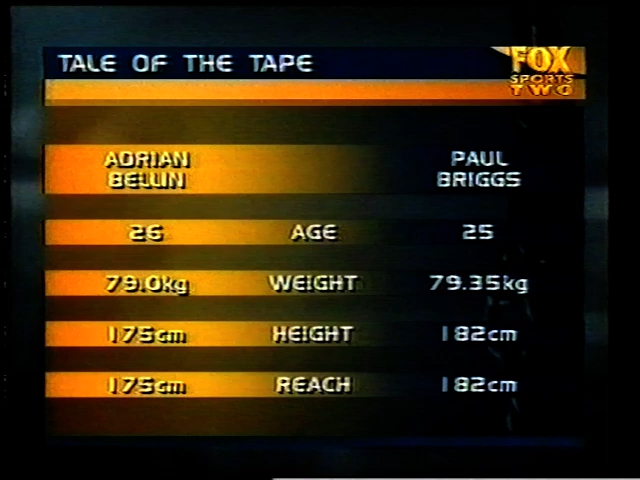 TALE OF THE TAPE
FOX
SPORTS
TWO
ADRIAN BELLIN
PAUL BRIGGS
26 AGE 25
79.0kg WEIGHT 79.35kg
175cm HEIGHT 182cm
175cm REACH 182cm